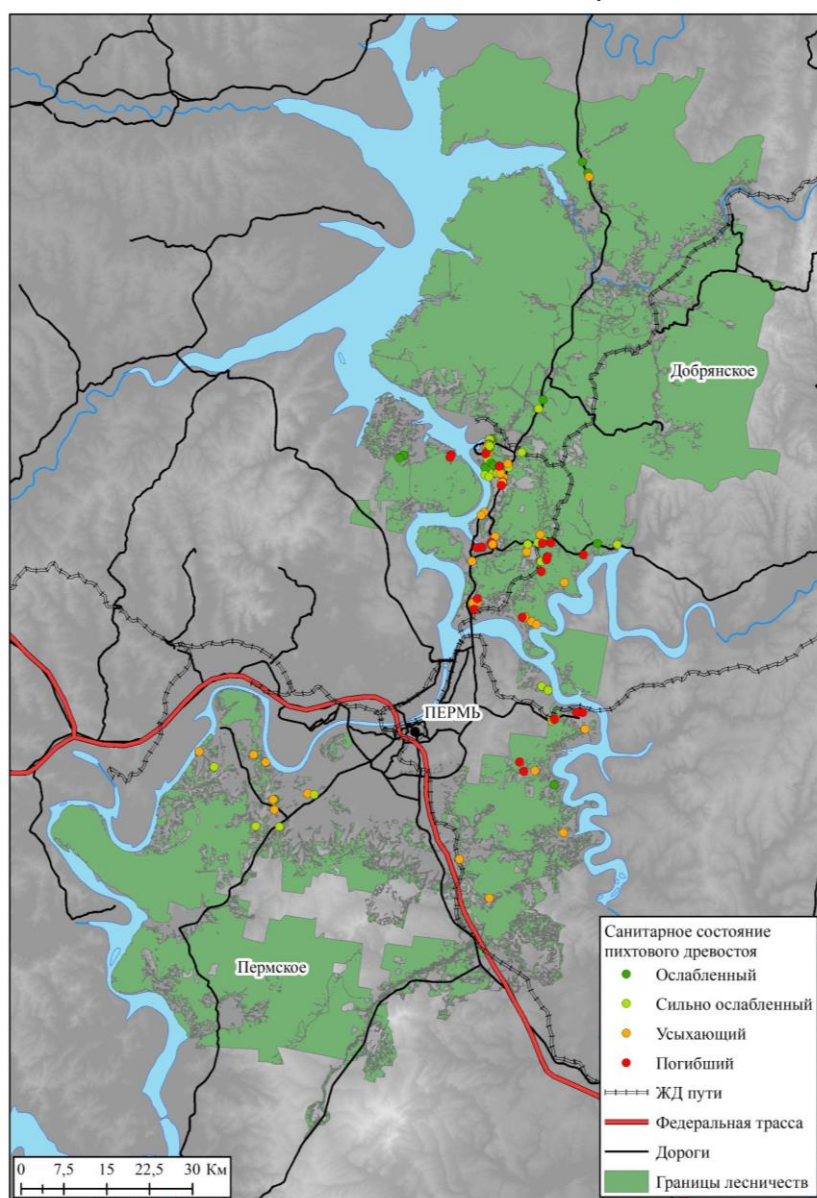 Добрянское
ПЕРМЬ
Пермское
Санитарное состояние
пихтового древостоя
Ослабленный
Сильно ослабленный
Усыхающий
Погибший
ЖД пути
Федеральная трасса
Дороги
Границы лесничеств
0 7,5 15 22,5 30 Км